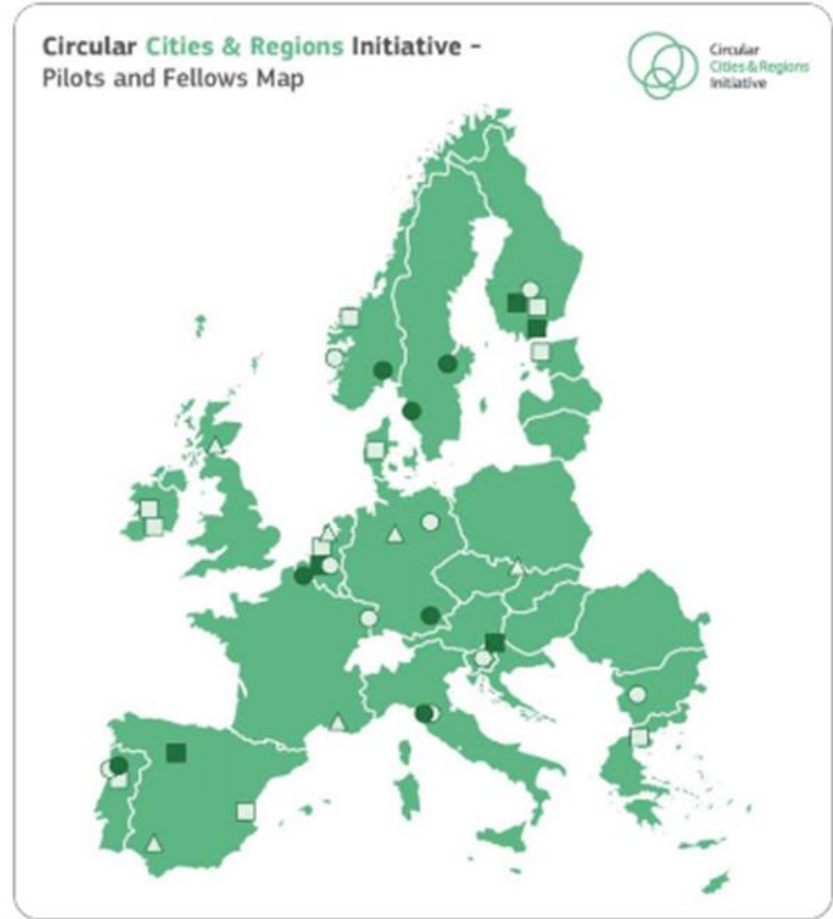 Circular Cities & Regions Initiative -
Pilots and Fellows Map
Circular
Cities & Regions
Initiative